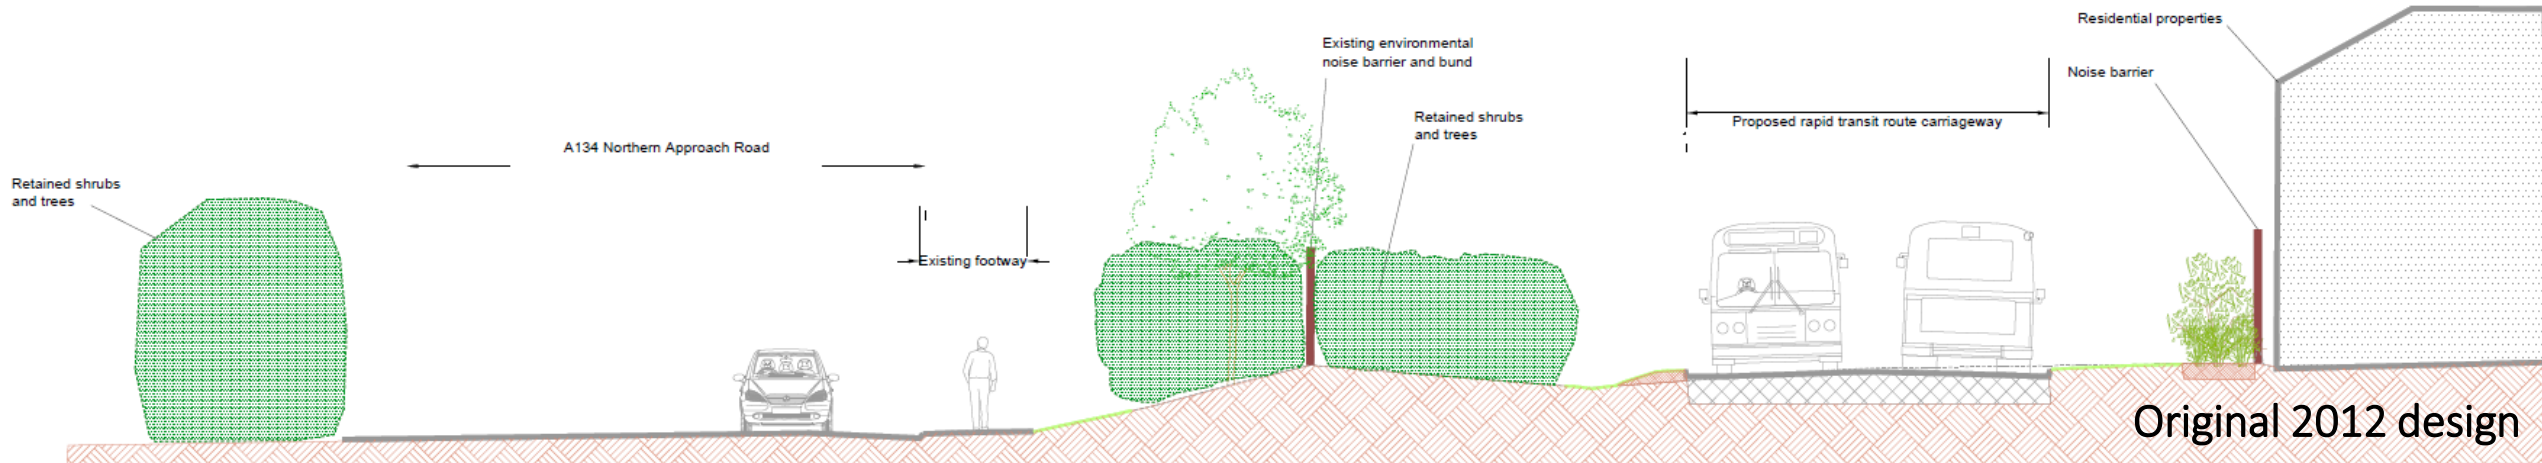 Residential properties
Existing environmental
noise barrier and bund
Noise barrier
Retained shrubs
and trees
Proposed rapid transit route carriageway
A134 Northern Approach Road
Retained shrubs
and trees
Existing footway
Original 2012 design